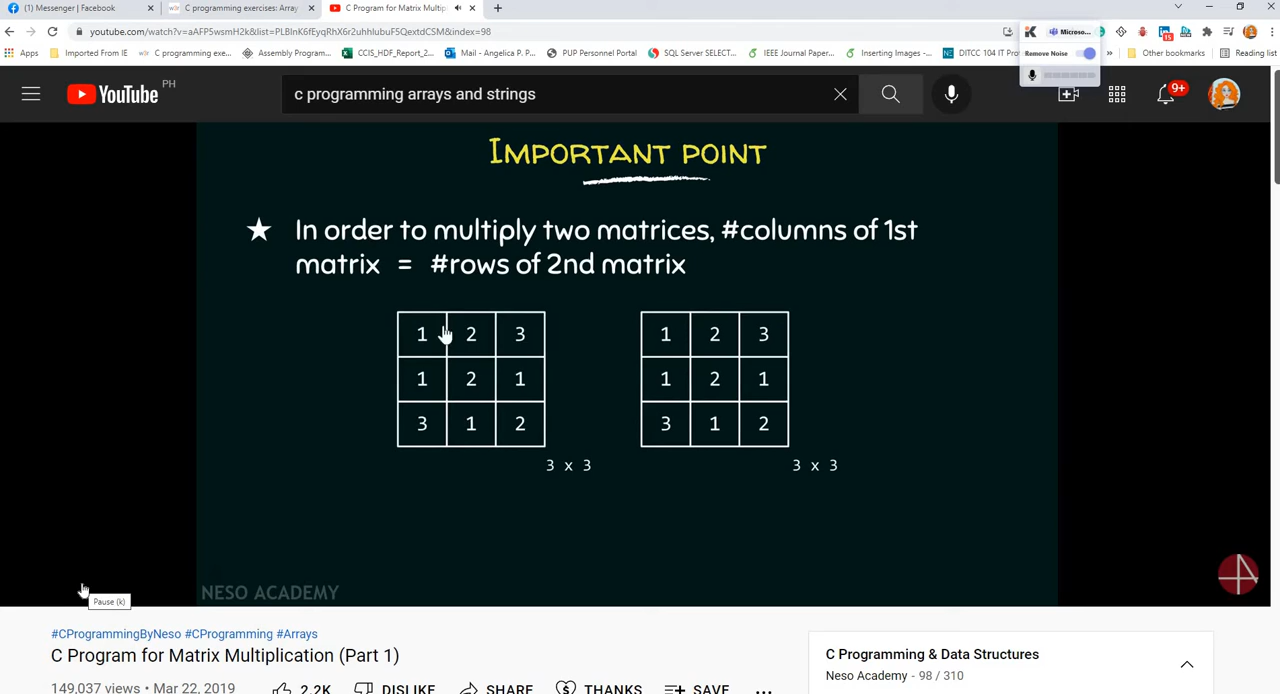 (1) Messenger | Facebook
C programming exercises: Array
C Program for Matrix Multip
youtube.com/watch?v=aAFP5wsmH2k&list=PLBlnK6fEyqRhX6r2uhhlubuF5QextdCSM&index=98
Microso...
Apps
Imported From IE
C programming exe...
Assembly Program...
CCIS_HDF_Report_2...
Mail - Angelica P. P...
PUP Personnel Portal
SQL Server SELECT...
IEEE Journal Paper...
Inserting Images -...
DITCC 104 IT Pr
Remove Noise
15
»
Other bookmarks
Reading list
YouTube PH
c programming arrays and strings
9+
IMPORTANT POINT
★ In order to multiply two matrices, #columns of 1st
matrix = #rows of 2nd matrix
1 2 3 1 2 3
1 2 1 1 2 1
3 1 2 3 1 2
3 x 3 3 x 3
NESO ACADEMY
Pause (k)
#CProgrammingByNeso #CProgramming #Arrays
C Program for Matrix Multiplication (Part 1)
C Programming & Data Structures
Neso Academy - 98 / 310
149,037 views • Mar 22, 2019
2.2K
DISLIKE
SHARE
THANKS
SAVE
...